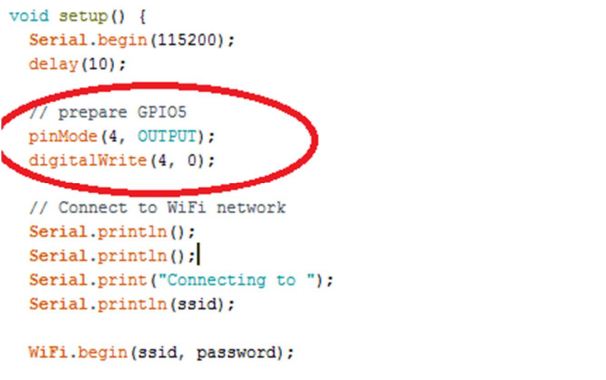 void setup() {
Serial.begin(115200);
delay(10);
// prepare GPIO5
pinMode(4, OUTPUT);
digitalWrite(4, 0);
// Connect to WiFi network
Serial.println();
Serial.println();
Serial.print("Connecting to ");
Serial.println(ssid);
WiFi.begin(ssid, password);